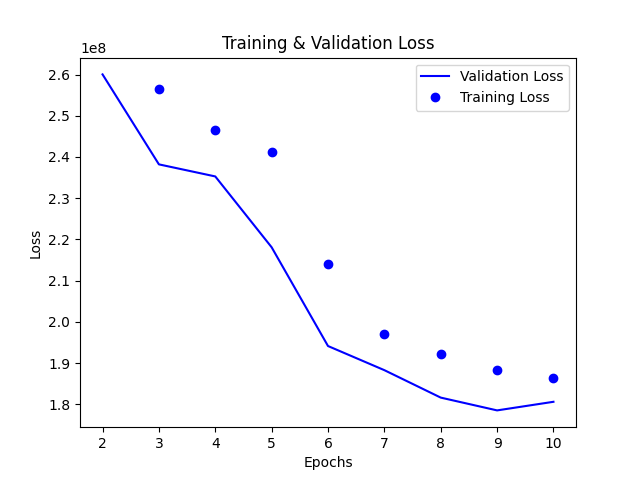 Training & Validation Loss
1e8
Validation Loss
Training Loss
2.6
2.5
2.4
2.3
2.2
2.1
2.0
1.9
1.8
Loss
2 3 4 5 6 7 8 9 10
Epochs